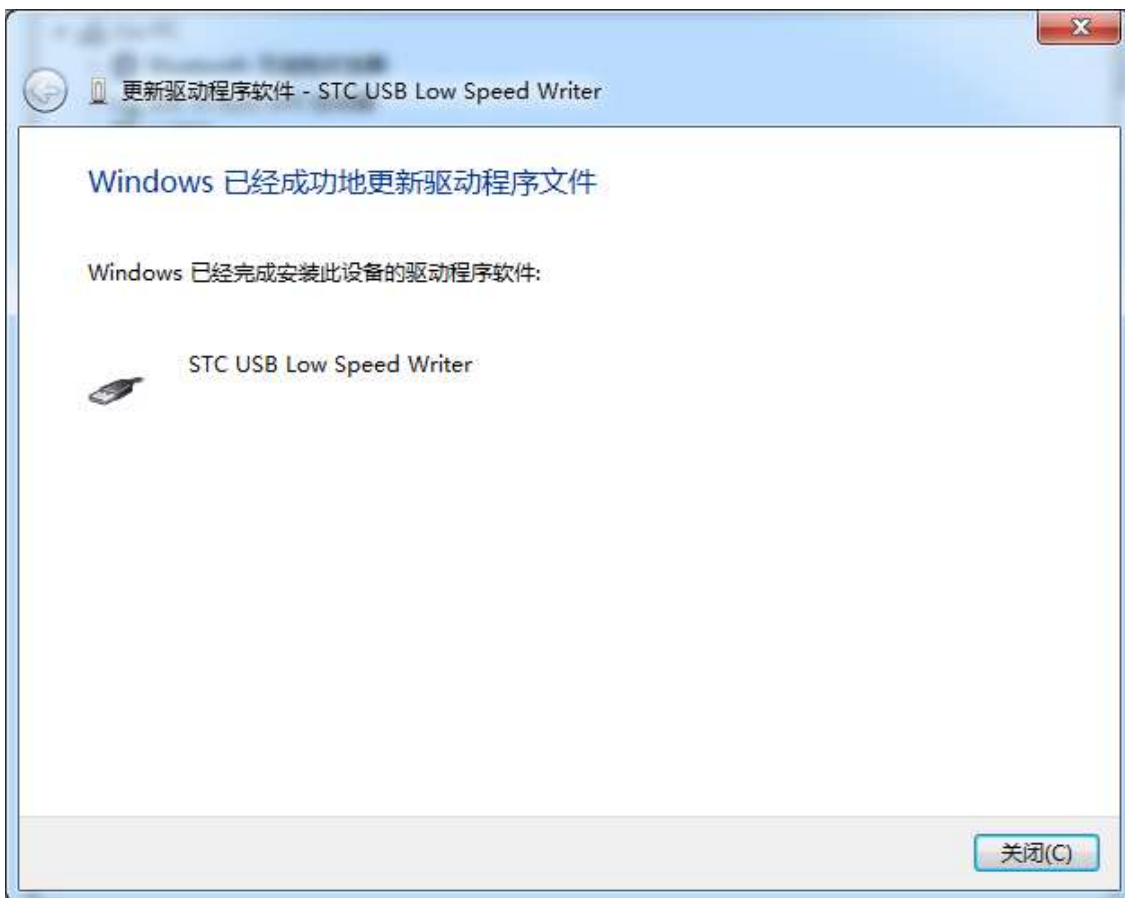 更新驱动程序软件 - STC USB Low Speed Writer
Windows 已经成功地更新驱动程序文件
Windows 已经完成安装此设备的驱动程序软件:
STC USB Low Speed Writer
关闭(C)